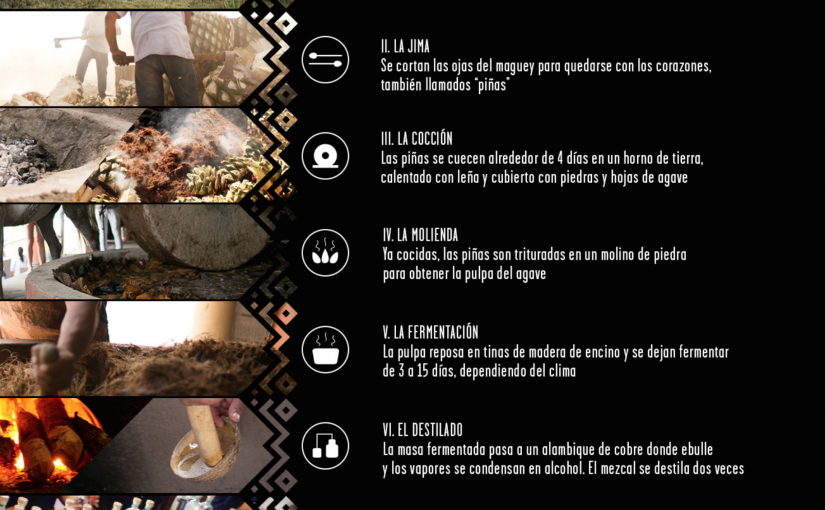 II. LA JIMA
Se cortan las ojas del maguey para quedarse con los corazones,
también llamados "piñas"
III. LA COCCIÓN
Las piñas se cuecen alrededor de 4 días en un horno de tierra,
calentado con leña y cubierto con piedras y hojas de agave
IV. LA MOLIENDA
Ya cocidas, las piñas son trituradas en un molino de piedra
para obtener la pulpa del agave
V. LA FERMENTACIÓN
La pulpa reposa en tinas de madera de encino y se dejan fermentar
de 3 a 15 días, dependiendo del clima
VI. EL DESTILADO
La masa fermentada pasa a un alambique de cobre donde ebulle
y los vapores se condensan en alcohol. El mezcal se destila dos veces